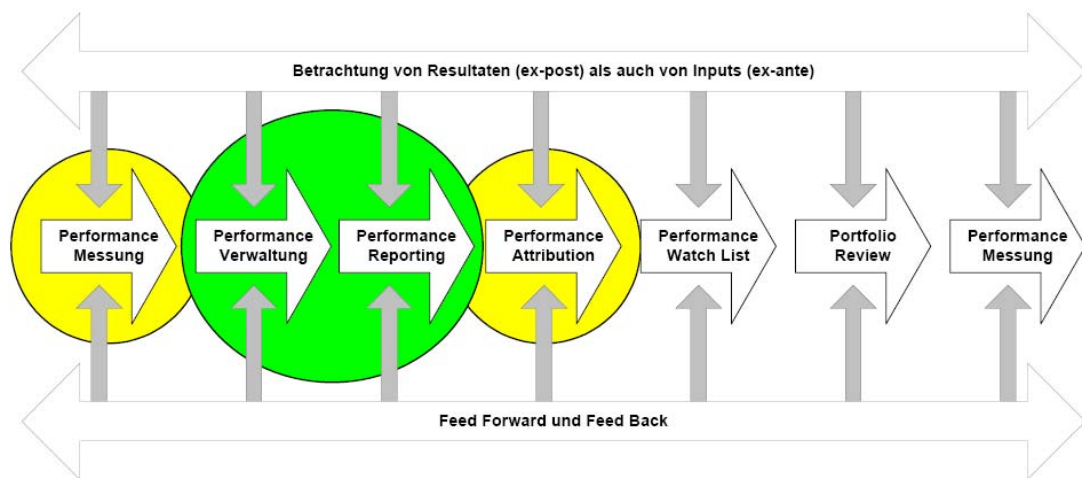 Betrachtung von Resultaten (ex-post) als auch von Inputs (ex-ante)
Performance
Messung
Performance
Verwaltung
Performance
Reporting
Performance
Attribution
Performance
Watch List
Portfolio
Review
Performance
Messung
Feed Forward und Feed Back